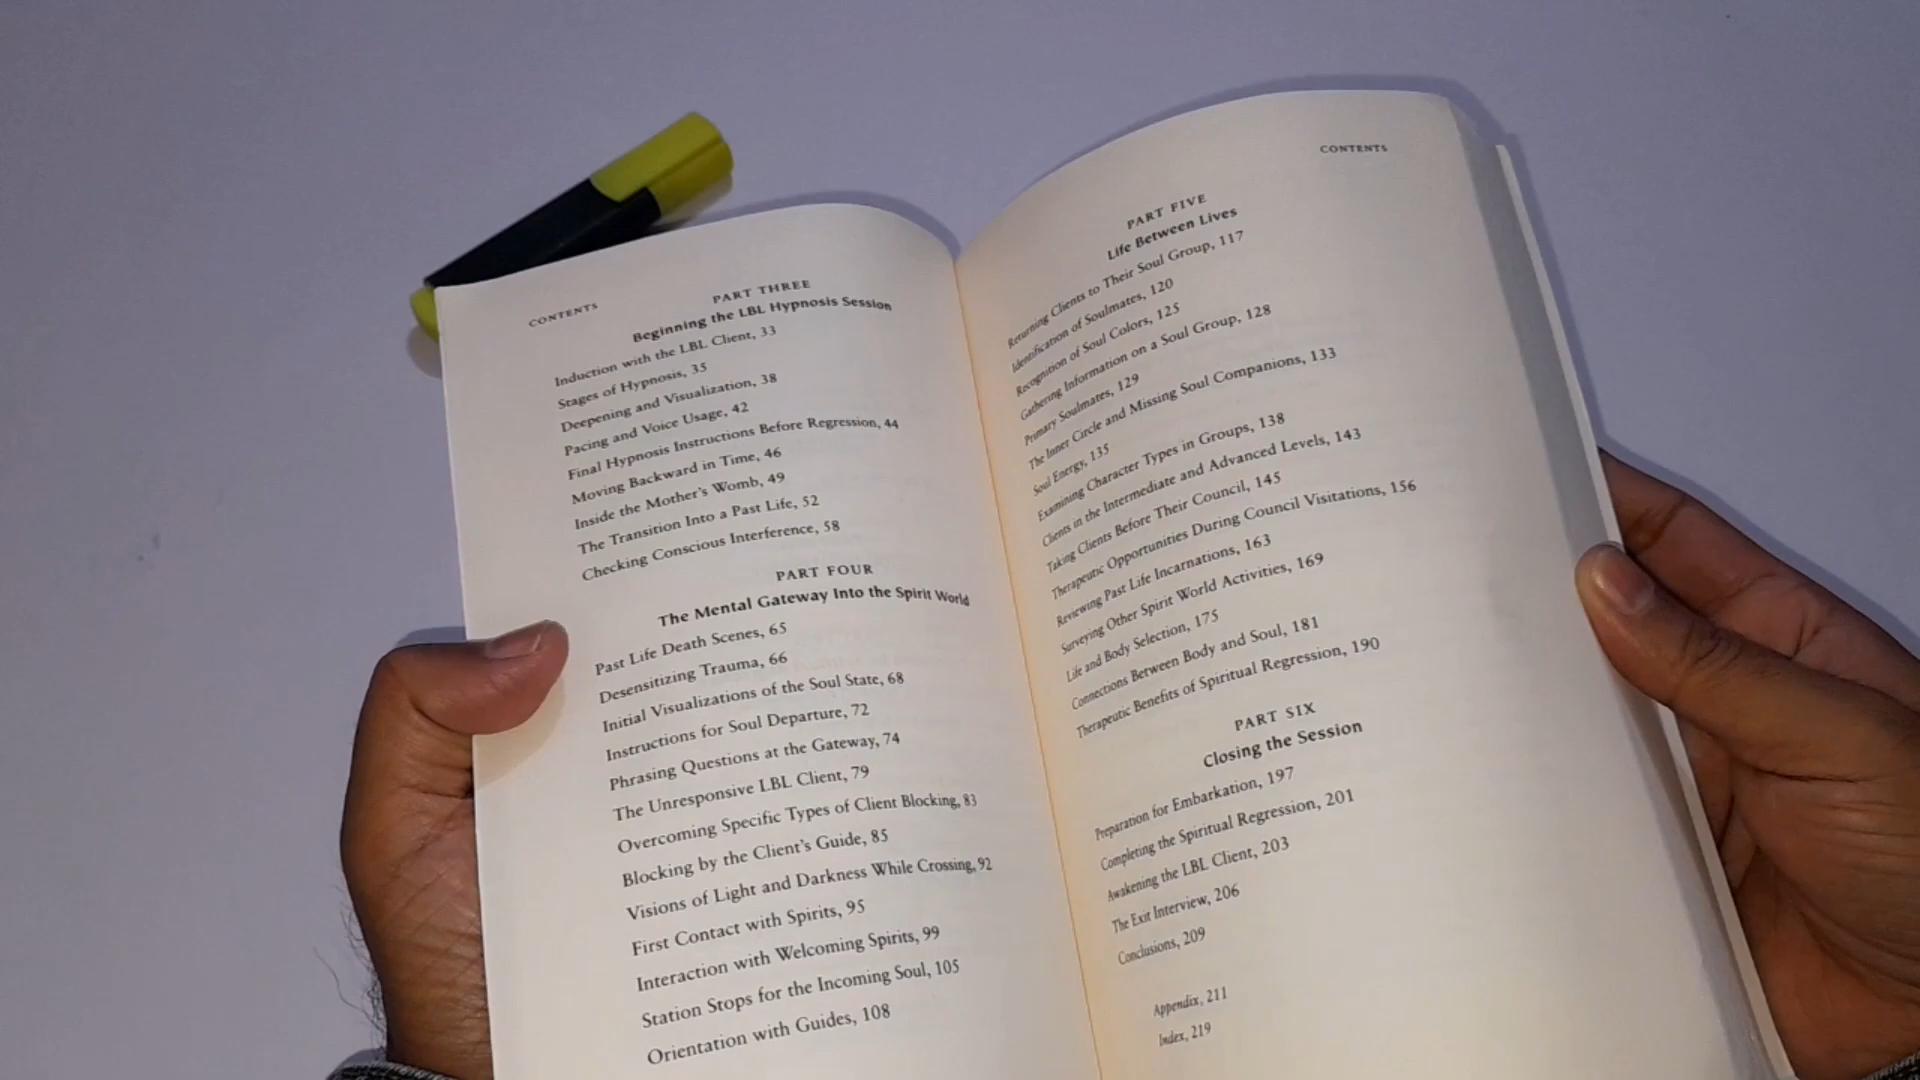 CONTENTS
PART THREE
Beginning the LBL Hypnosis Session
Induction with the LBL Client, 33
Stages of Hypnosis, 35
Deepening and Visualization, 38
Pacing and Voice Usage, 42
Final Hypnosis Instructions Before Regression, 44
Moving Backward in Time, 46
Inside the Mother's Womb, 49
The Transition Into a Past Life, 52
Checking Conscious Interference, 58
PART FOUR
The Mental Gateway Into the Spirit World
Past Life Death Scenes, 65
Desensitizing Trauma, 66
Initial Visualizations of the Soul State, 68
Instructions for Soul Departure, 72
Phrasing Questions at the Gateway, 74
The Unresponsive LBL Client, 79
Overcoming Specific Types of Client Blocking, 83
Blocking by the Client's Guide, 85
Visions of Light and Darkness While Crossing, 92
First Contact with Spirits, 95
Interaction with Welcoming Spirits, 99
Station Stops for the Incoming Soul, 105
Orientation with Guides, 108
CONTENTS
PART FIVE
Life Between Lives
Returning Clients to Their Soul Group, 117
Identification of Soulmates, 120
Recognition of Soul Colors, 125
Gathering Information on a Soul Group, 128
Primary Soulmates, 129
The Inner Circle and Missing Soul Companions, 133
Soul Energy, 135
Examining Character Types in Groups, 138
Clients in the Intermediate and Advanced Levels, 143
Taking Clients Before Their Council, 145
Therapeutic Opportunities During Council Visitations, 156
Reviewing Past Life Incarnations, 163
Surveying Other Spirit World Activities, 169
Life and Body Selection, 175
Connections Between Body and Soul, 181
Therapeutic Benefits of Spiritual Regression, 190
PART SIX
Closing the Session
Preparation for Embarkation, 197
Completing the Spiritual Regression, 201
Awakening the LBL Client, 203
The Exit Interview, 206
Conclusions, 209
Appendix, 211
Index, 219